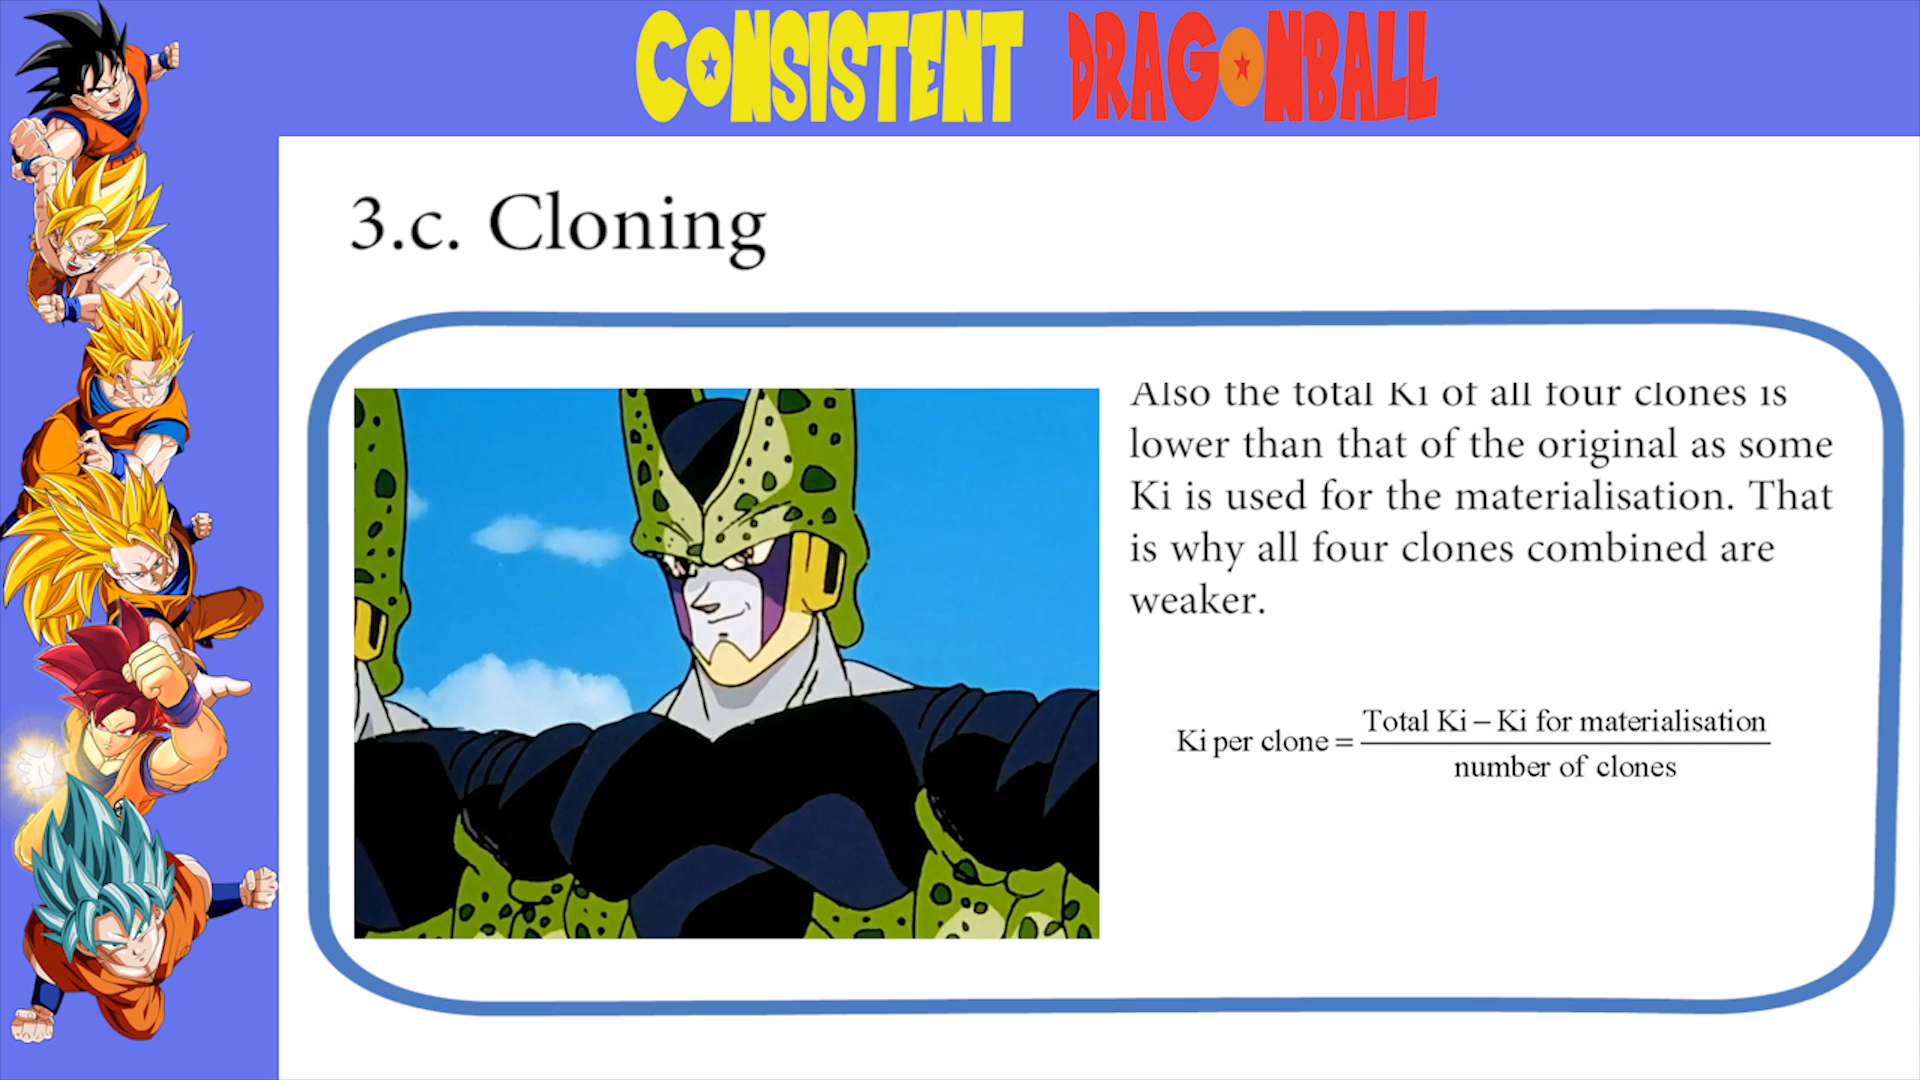 CONSISTENT DRAGONBALL
3.c. Cloning
Also the total Ki of all four clones is
lower than that of the original as some
Ki is used for the materialisation. That
is why all four clones combined are
weaker.
Ki per clone = Total Ki – Ki for materialisation
number of clones